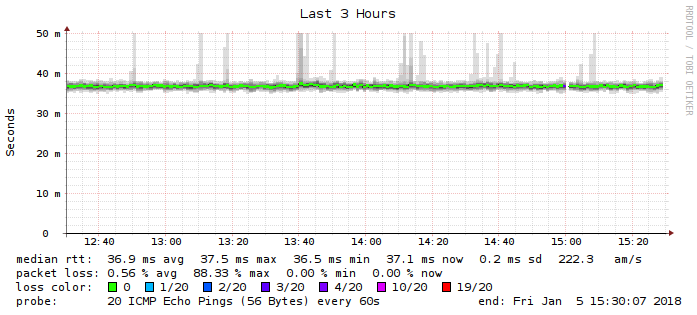 Last 3 Hours
RRDTOOL / TOBI OETIKER
Seconds
50 m
40 m
30 m
20 m
10 m
0
12:40 13:00 13:20 13:40 14:00 14:20 14:40 15:00 15:20
median rtt: 36.9 ms avg 37.5 ms max 36.5 ms min 37.1 ms now 0.2 ms sd 222.3 am/s
packet loss: 0.56 % avg 88.33 % max 0.00 % min 0.00 % now
loss color: 0 1/20 2/20 3/20 4/20 10/20 19/20
probe: 20 ICMP Echo Pings (56 Bytes) every 60s end: Fri Jan 5 15:30:07 2018